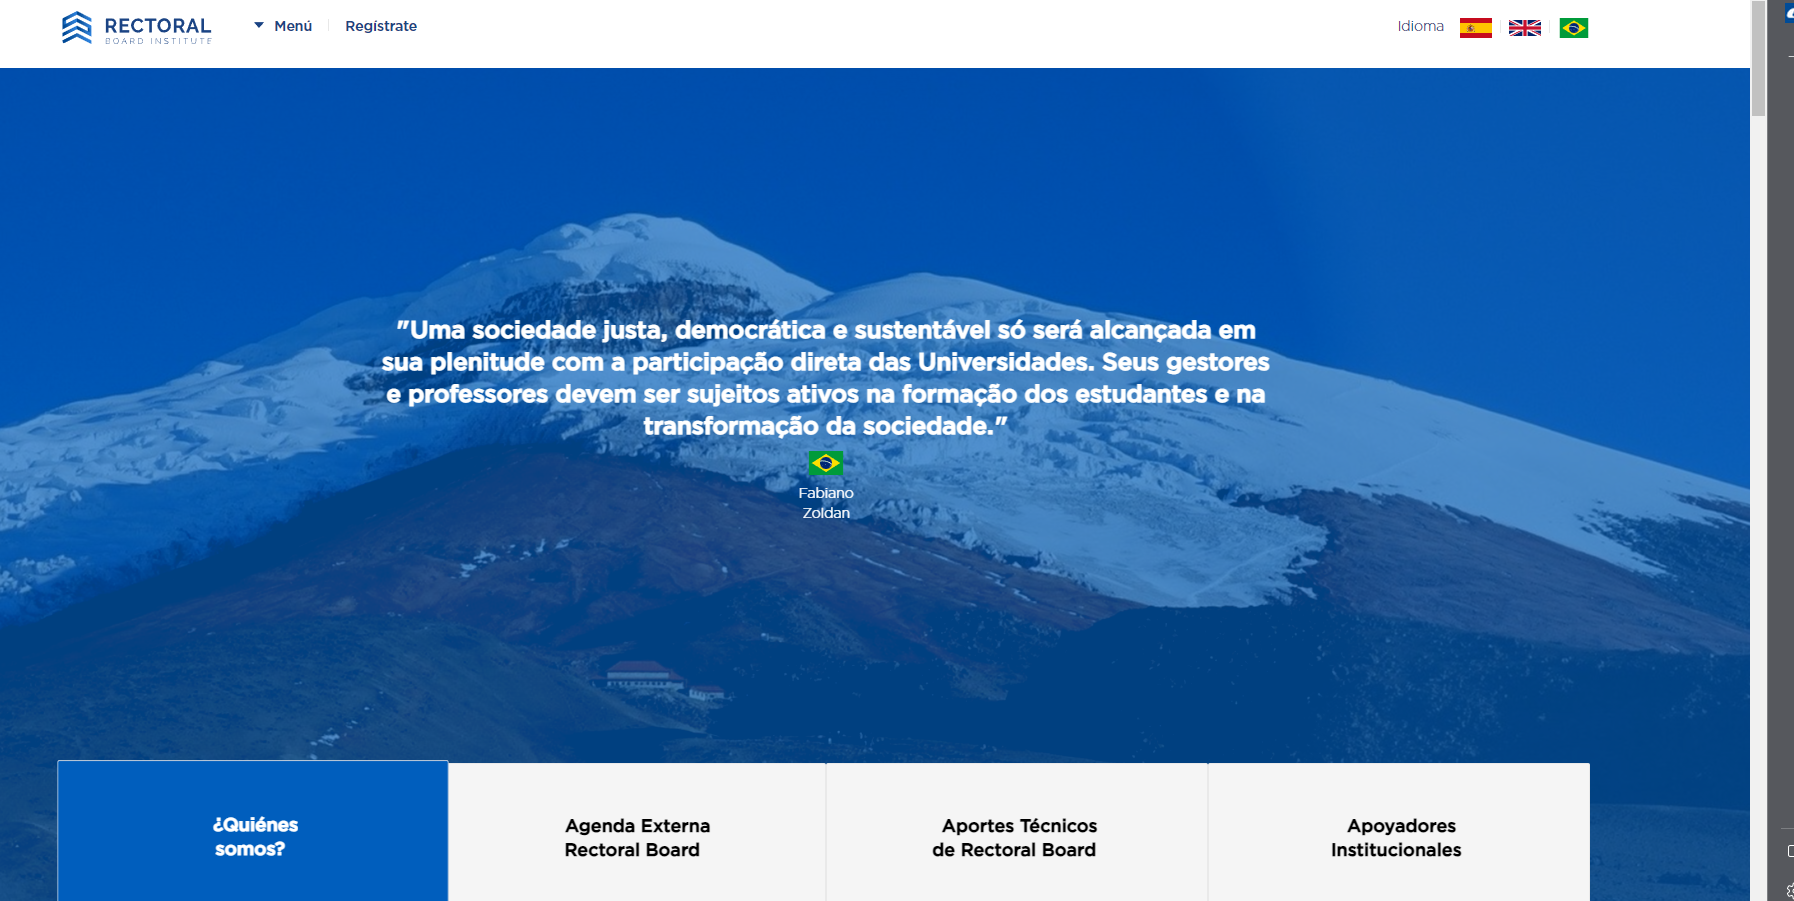 RECTORAL
BOARD INSTITUTE
Menú
Regístrate
Idioma
"Uma sociedade justa, democrática e sustentável só será alcançada em
sua plenitude com a participação direta das Universidades. Seus gestores
e professores devem ser sujeitos ativos na formação dos estudantes e na
transformação da sociedade."
Fabiano
Zoldan
¿Quiénes
somos?
Agenda Externa
Rectoral Board
Aportes Técnicos
de Rectoral Board
Apoyadores
Institucionales